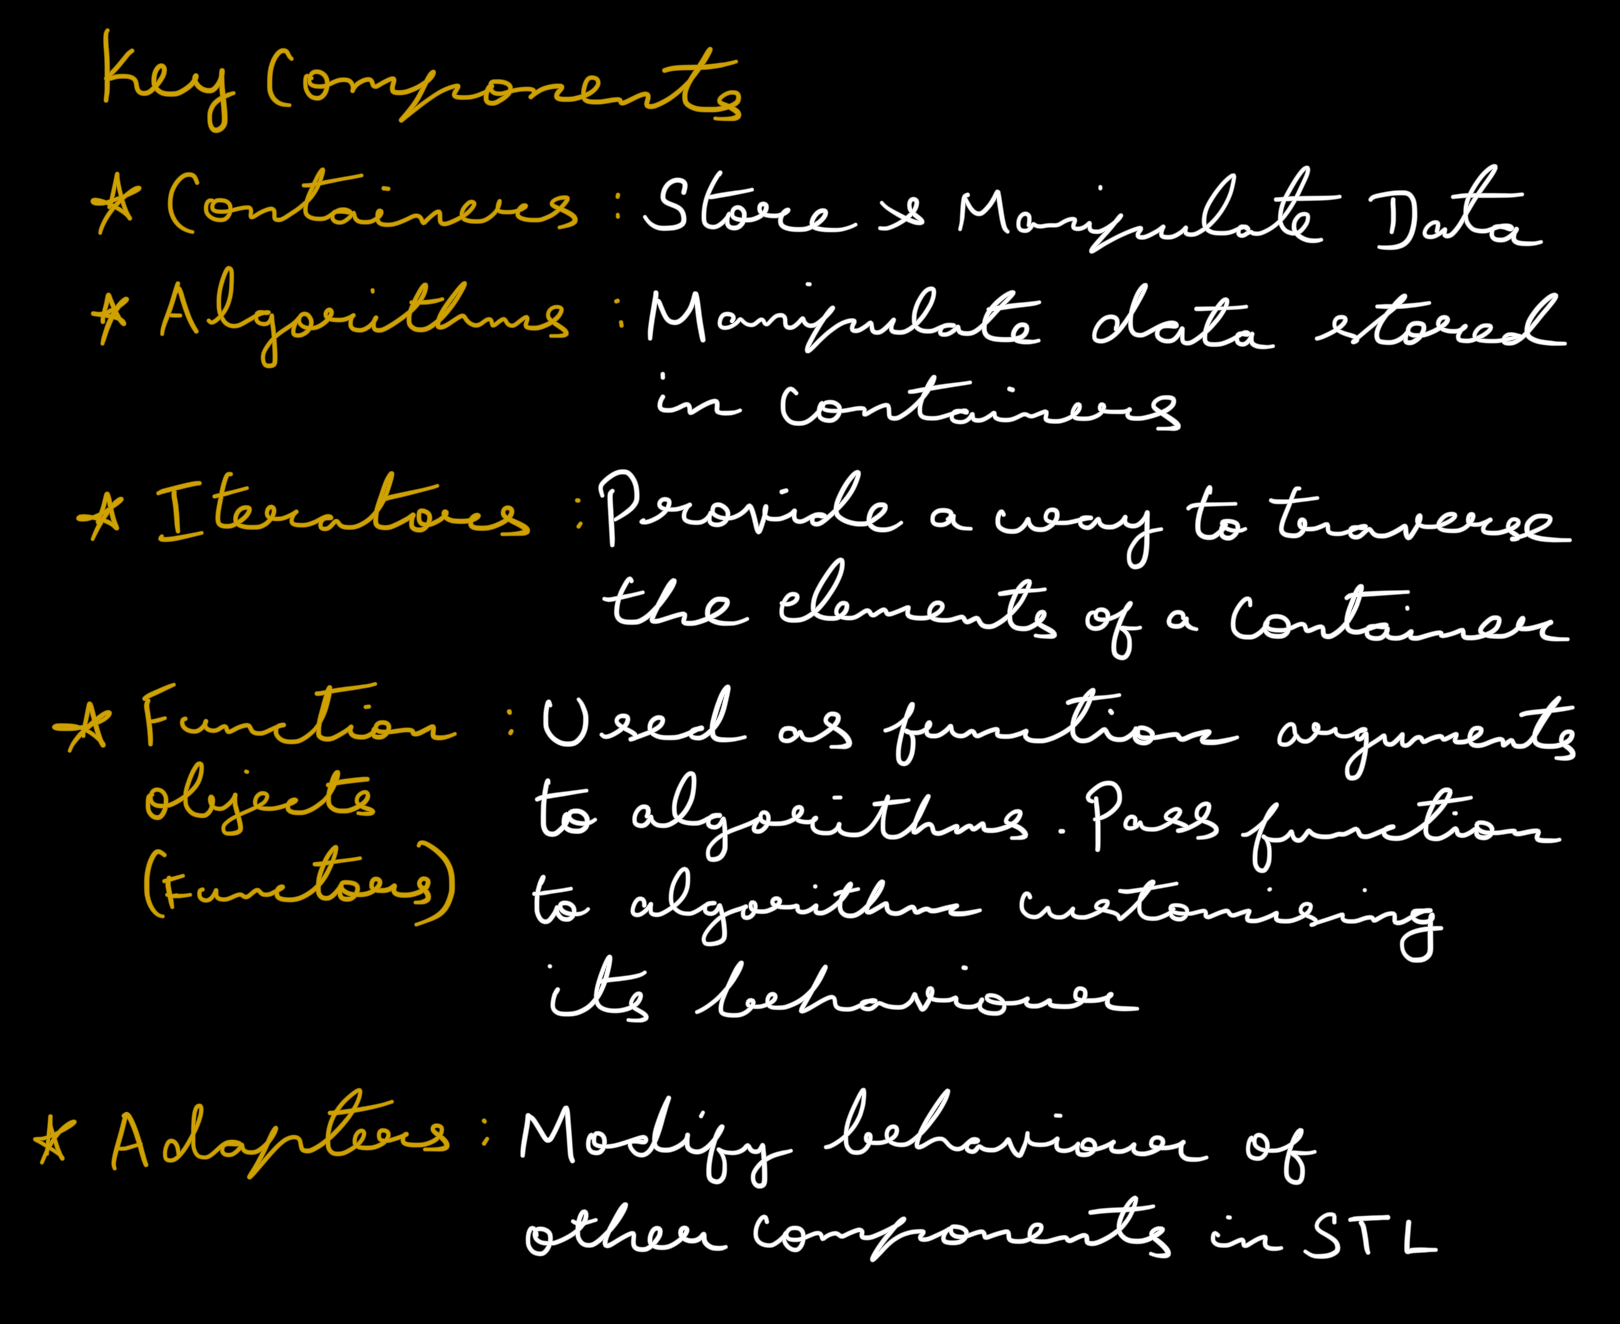 Key Components
* Containers : Store & Manipulate Data
* Algorithms : Manipulate data stored
in containers
* Iterators : Provide a way to traverse
the elements of a Container
* Function : Used as function arguments
objects to algorithms. Pass function
(Functors) to algorithm customising
its behaviour
* Adapters : Modify behaviour of
other components in STL